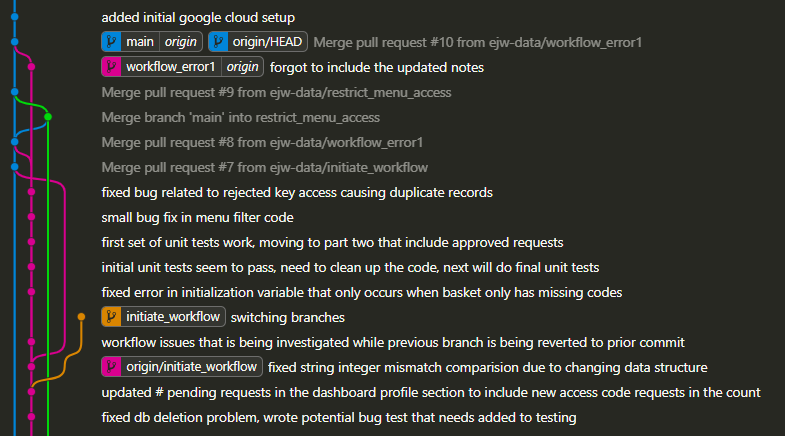 added initial google cloud setup
main origin origin/HEAD Merge pull request #10 from ejw-data/workflow_error1
workflow_error1 origin forgot to include the updated notes
Merge pull request #9 from ejw-data/restrict_menu_access
Merge branch 'main' into restrict_menu_access
Merge pull request #8 from ejw-data/workflow_error1
Merge pull request #7 from ejw-data/initiate_workflow
fixed bug related to rejected key access causing duplicate records
small bug fix in menu filter code
first set of unit tests work, moving to part two that include approved requests
initial unit tests seem to pass, need to clean up the code, next will do final unit tests
fixed error in initialization variable that only occurs when basket only has missing codes
initiate_workflow switching branches
workflow issues that is being investigated while previous branch is being reverted to prior commit
origin/initiate_workflow fixed string integer mismatch comparision due to changing data structure
updated # pending requests in the dashboard profile section to include new access code requests in the count
fixed db deletion problem, wrote potential bug test that needs added to testing